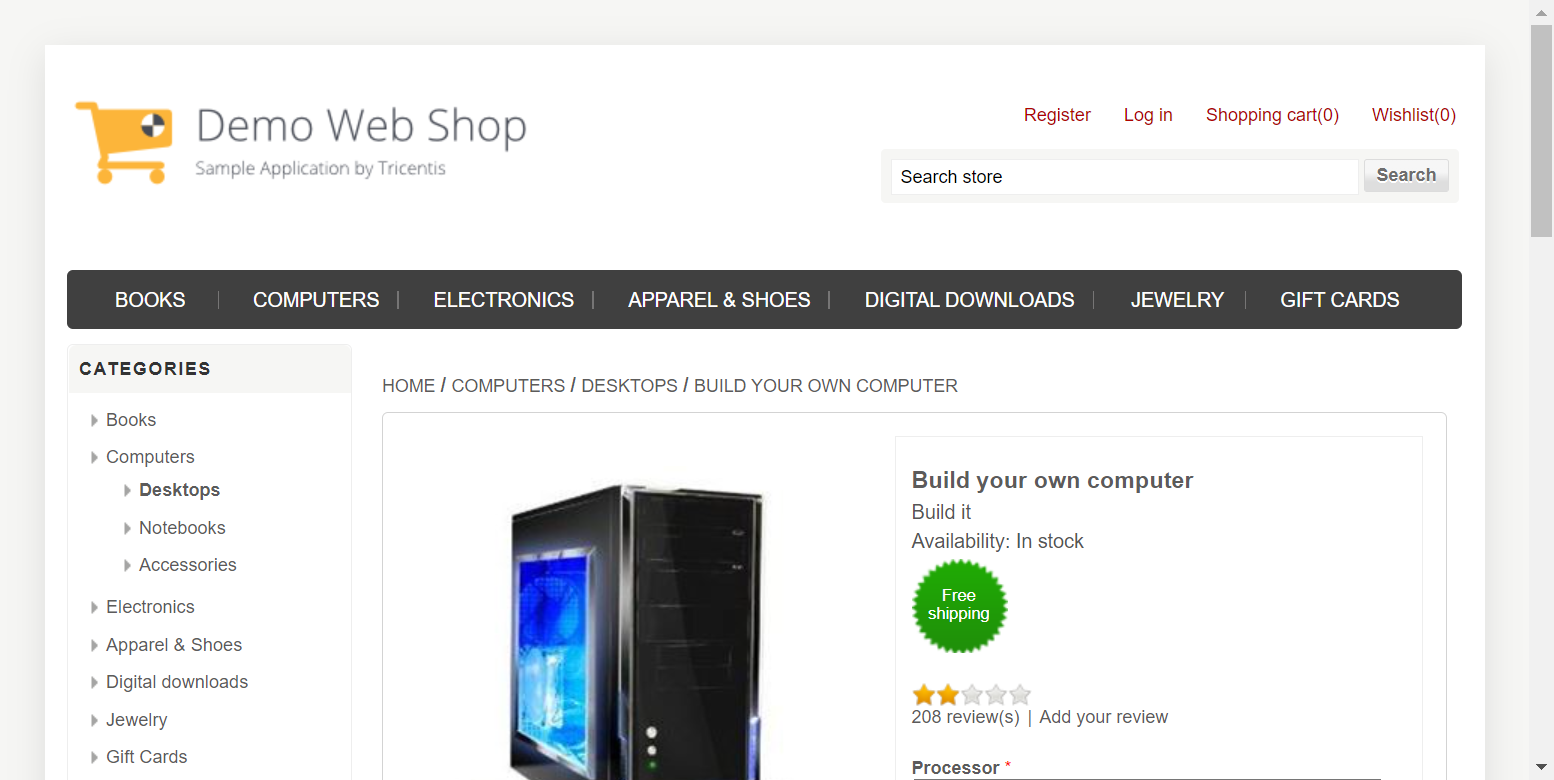 Demo Web Shop
Sample Application by Tricentis
Register Log in Shopping cart(0) Wishlist(0)
Search store Search
BOOKS COMPUTERS ELECTRONICS APPAREL & SHOES DIGITAL DOWNLOADS JEWELRY GIFT CARDS
CATEGORIES
Books
Computers
Desktops
Notebooks
Accessories
Electronics
Apparel & Shoes
Digital downloads
Jewelry
Gift Cards
HOME / COMPUTERS / DESKTOPS / BUILD YOUR OWN COMPUTER
Build your own computer
Build it
Availability: In stock
Free
shipping
208 review(s) | Add your review
Processor *